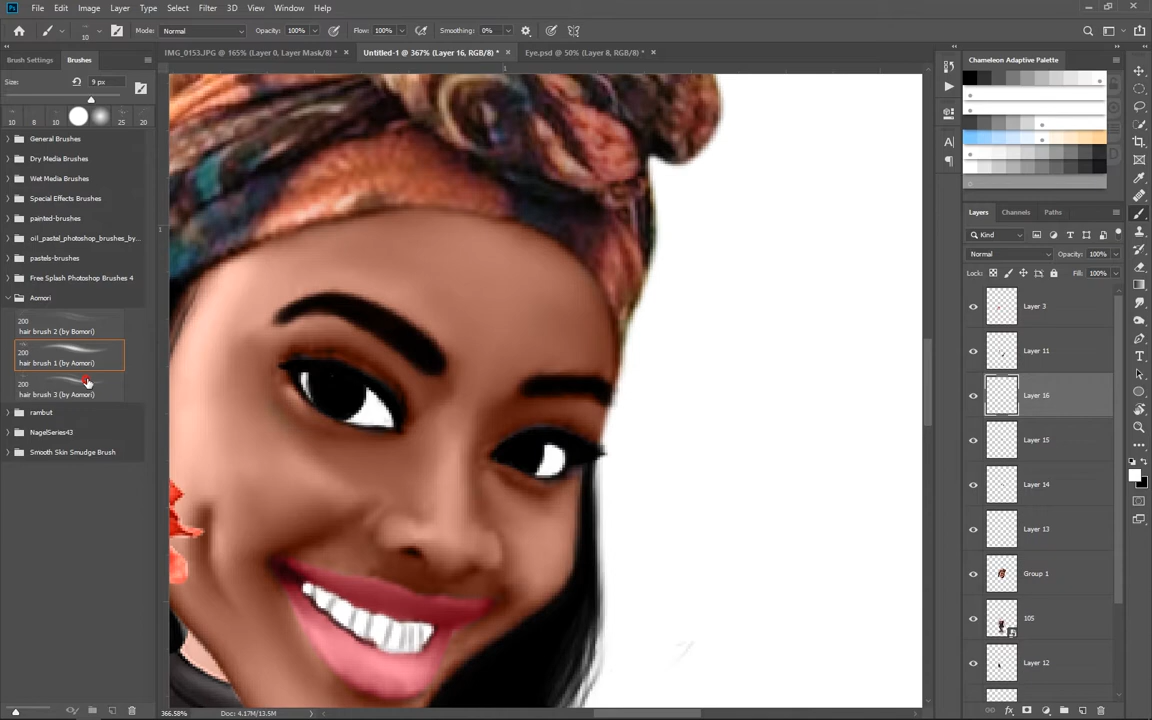 File Edit Image Layer Type Select Filter 3D View Window Help
Mode: Normal Opacity: 100% Flow: 100% Smoothing: 0%
10
Brush Settings Brushes
IMG_0153.JPG @ 165% (Layer 0, Layer Mask/8) * × Untitled-1 @ 367% (Layer 16, RGB/8) * × Eye.psd @ 50% (Layer 8, RGB/8) * ×
Size: 9 px
10 8 10 25 20
General Brushes
Dry Media Brushes
Wet Media Brushes
Special Effects Brushes
painted-brushes
oil_pastel_photoshop_brushes_by...
pastels-brushes
Free Splash Photoshop Brushes 4
Aomori
200
hair brush 2 (by Bomori)
200
hair brush 1 (by Aomori)
200
hair brush 3 (by Aomori)
rambut
NagelSeries43
Smooth Skin Smudge Brush
366.58% Doc: 4.17M/13.5M
Chameleon Adaptive Palette
Layers Channels Paths
Kind
Normal Opacity: 100%
Lock: Fill: 100%
Layer 3
Layer 11
Layer 16
Layer 15
Layer 14
Layer 13
Group 1
105
Layer 12